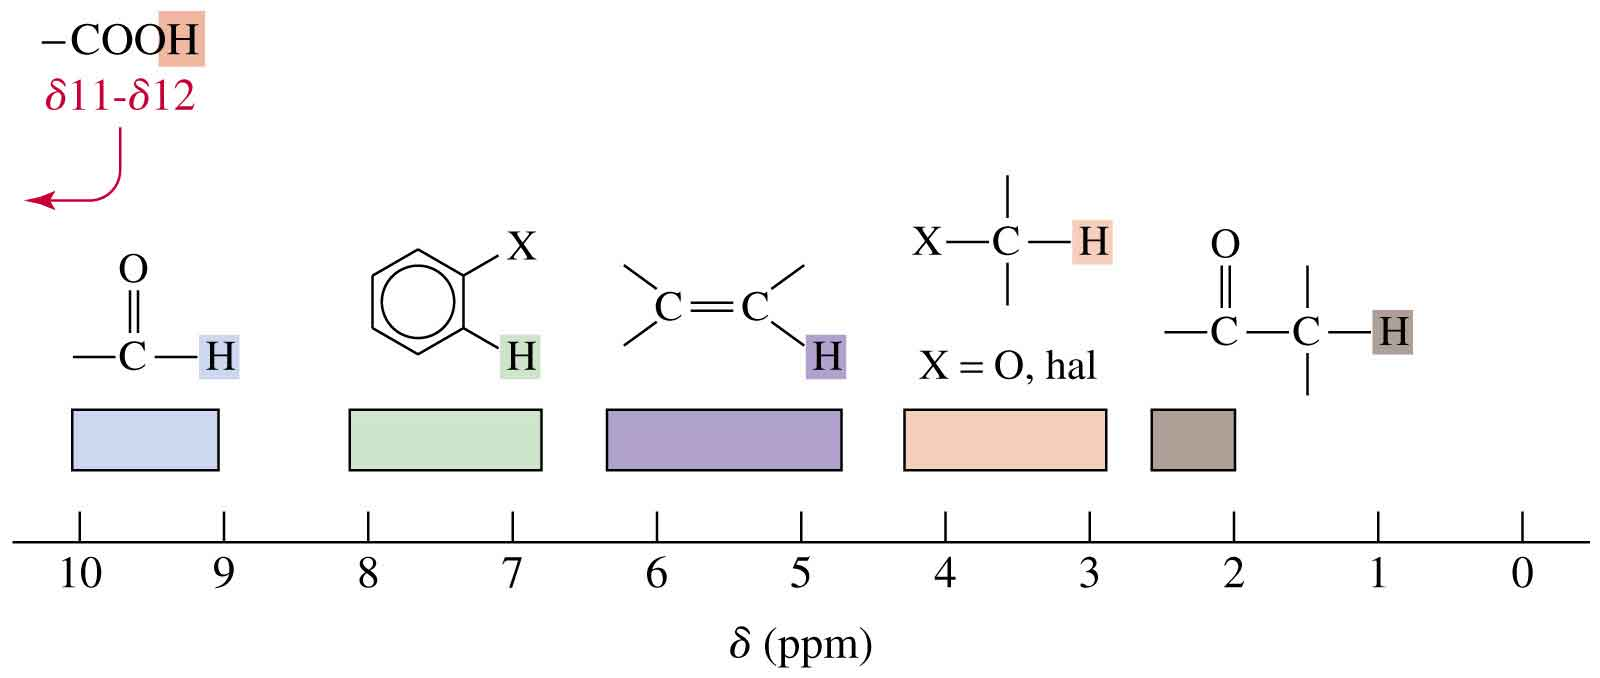 –COOH
δ11-δ12
O
C H
X
H
C C
H
X C H
X = O, hal
O
C C H
10 9 8 7 6 5 4 3 2 1 0
δ (ppm)